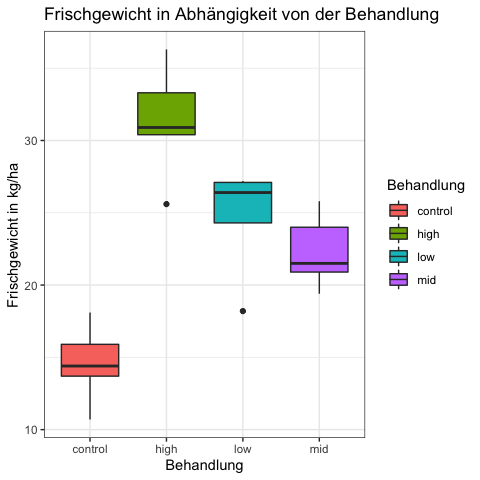 Frischgewicht in Abhängigkeit von der Behandlung
Frischgewicht in kg/ha
30
20
10
control
high
low
mid
Behandlung
Behandlung
control
high
low
mid